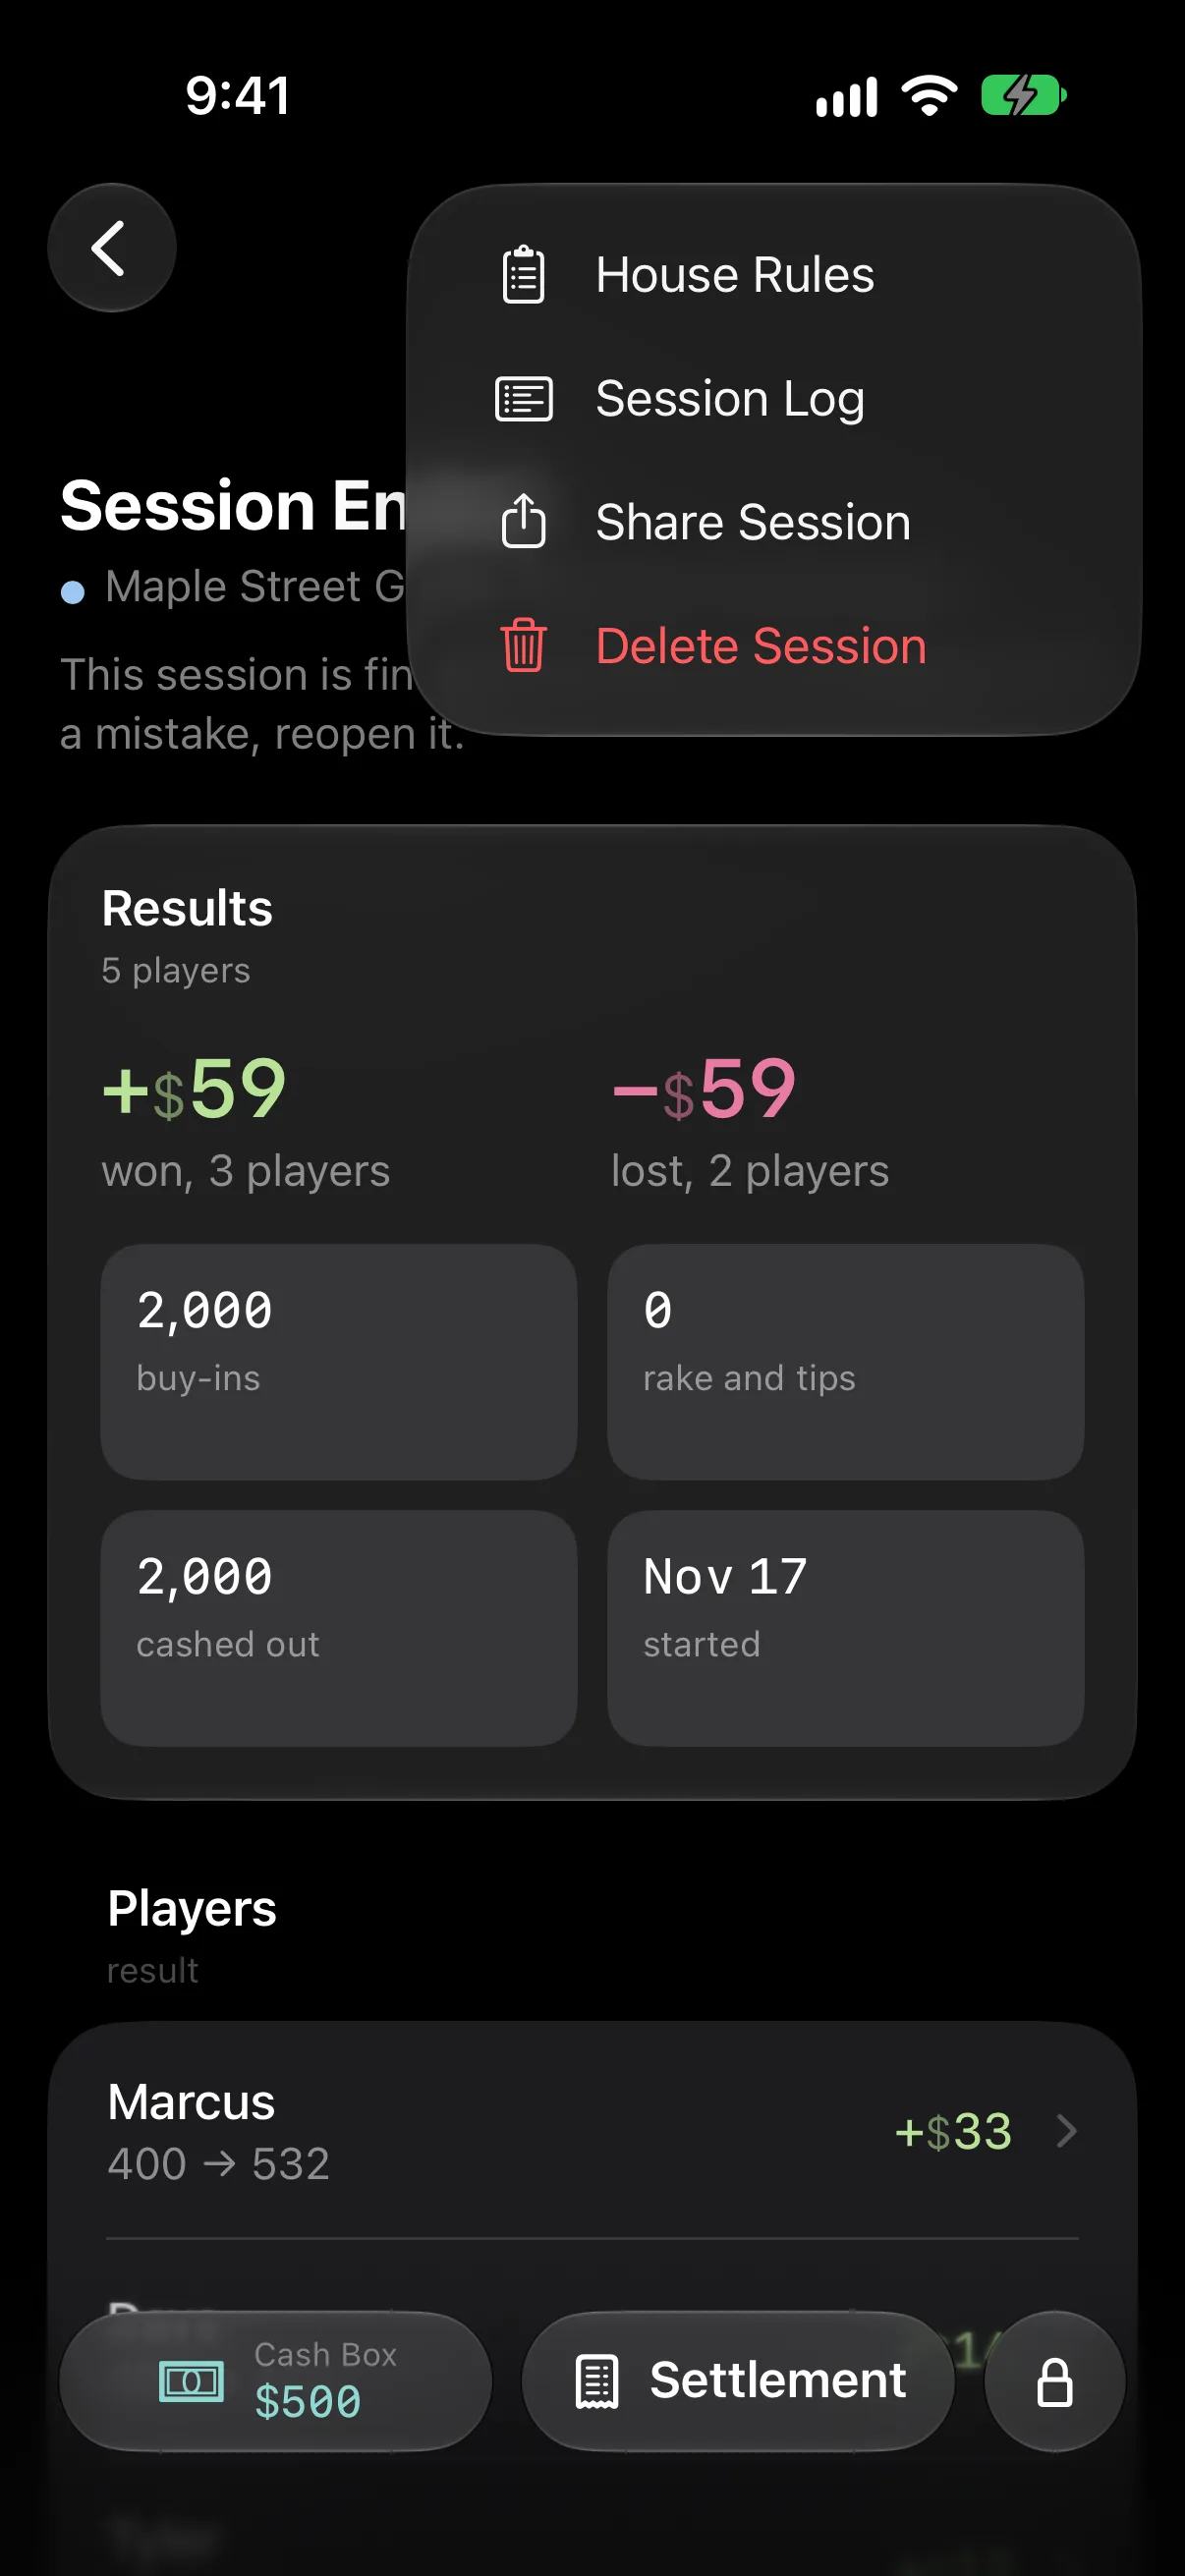 9:41
House Rules
Session Log
Share Session
Delete Session
Session En
Maple Street G
This session is fin
a mistake, reopen it.
Results
5 players
+$59
−$59
won, 3 players
lost, 2 players
2,000
buy-ins
0
rake and tips
2,000
cashed out
Nov 17
started
Players
result
Marcus
400 → 532
+$33
Cash Box
$500
Settlement